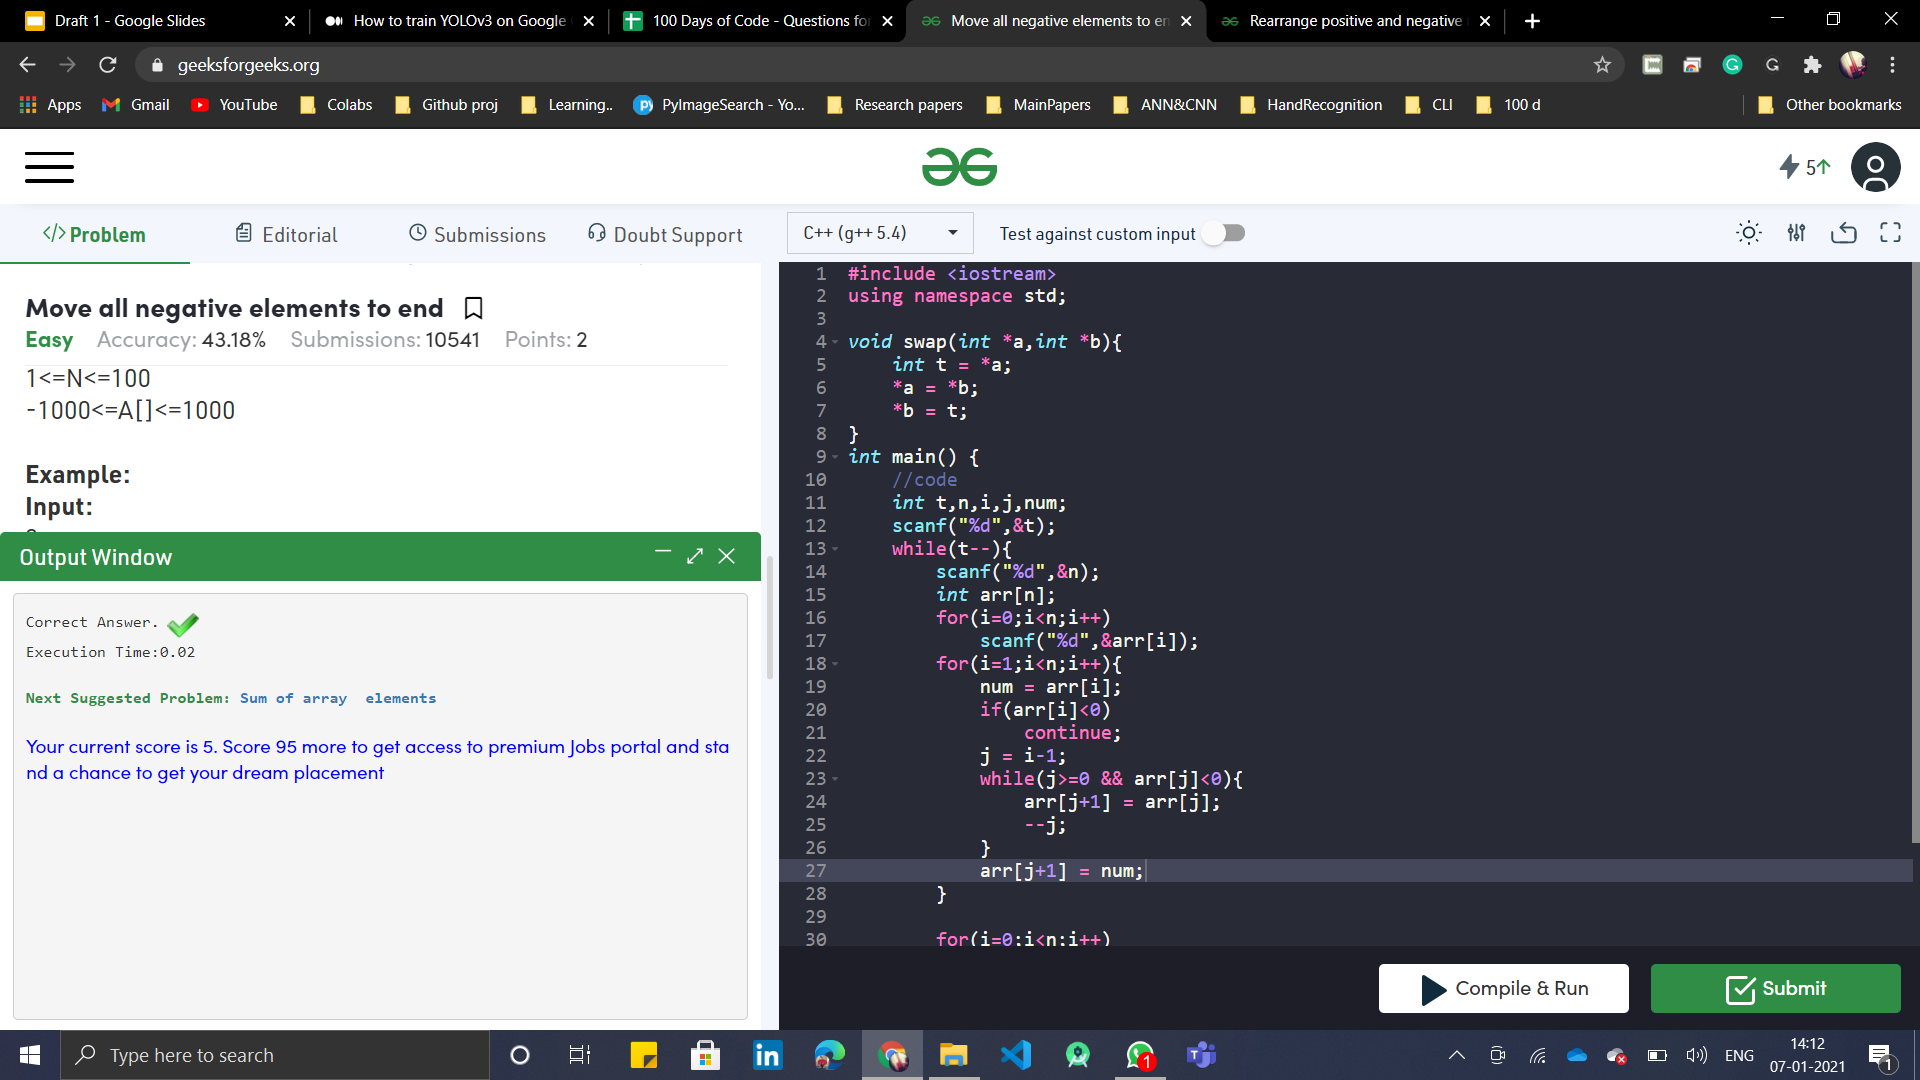 Draft 1 - Google Slides
How to train YOLOv3 on Google
100 Days of Code - Questions for
Move all negative elements to en
Rearrange positive and negative
geeksforgeeks.org
Apps
Gmail
YouTube
Colabs
Github proj
Learning..
PyImageSearch - Yo...
Research papers
MainPapers
ANN&CNN
HandRecognition
CLI
100 d
Other bookmarks
5
</> Problem
Editorial
Submissions
Doubt Support
C++ (g++ 5.4)
Test against custom input
Move all negative elements to end
Easy Accuracy: 43.18% Submissions: 10541 Points: 2
1<=N<=100
-1000<=A[]<=1000
Example:
Input:
Output Window
Correct Answer.
Execution Time:0.02
Next Suggested Problem: Sum of array elements
Your current score is 5. Score 95 more to get access to premium Jobs portal and sta
nd a chance to get your dream placement
1 #include <iostream>
2 using namespace std;
3
4 void swap(int *a,int *b){
5 int t = *a;
6 *a = *b;
7 *b = t;
8 }
9 int main() {
10 //code
11 int t,n,i,j,num;
12 scanf("%d",&t);
13 while(t--){
14 scanf("%d",&n);
15 int arr[n];
16 for(i=0;i<n;i++)
17 scanf("%d",&arr[i]);
18 for(i=1;i<n;i++){
19 num = arr[i];
20 if(arr[i]<0)
21 continue;
22 j = i-1;
23 while(j>=0 && arr[j]<0){
24 arr[j+1] = arr[j];
25 --j;
26 }
27 arr[j+1] = num;
28 }
29
30 for(i=0;i<n;i++)
Compile & Run
Submit
Type here to search
1
ENG
14:12
07-01-2021
1